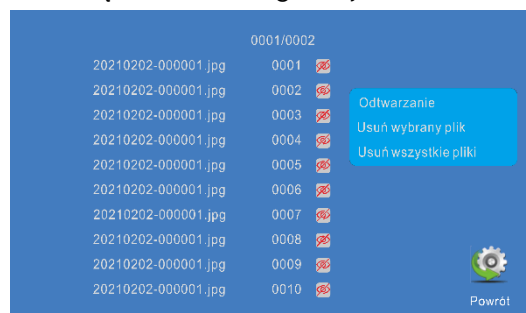 0001/0002
20210202-000001.jpg 0001
20210202-000001.jpg 0002
20210202-000001.jpg 0003
20210202-000001.jpg 0004
20210202-000001.jpg 0005
20210202-000001.jpg 0006
20210202-000001.jpg 0007
20210202-000001.jpg 0008
20210202-000001.jpg 0009
20210202-000001.jpg 0010
Odtwarzanie
Usuń wybrany plik
Usuń wszystkie pliki
Powrót